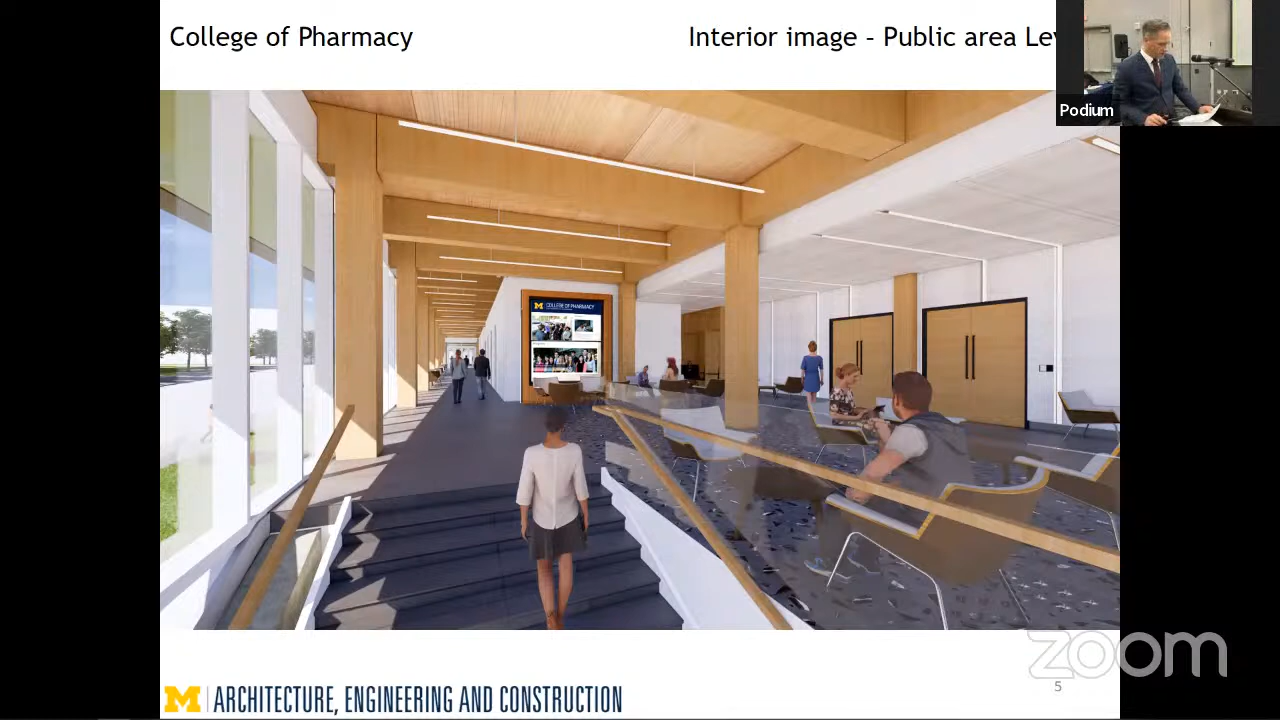 College of Pharmacy
Interior image – Public area Lev
Podium
M COLLEGE OF PHARMACY
zoom
5
M ARCHITECTURE, ENGINEERING AND CONSTRUCTION